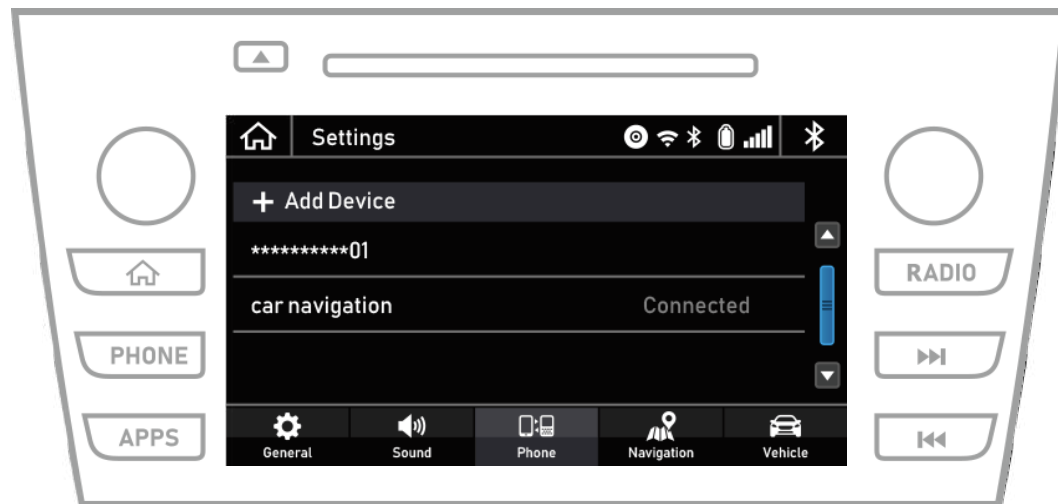 Settings
+ Add Device
**********01
car navigation Connected
General Sound Phone Navigation Vehicle
PHONE
APPS
RADIO